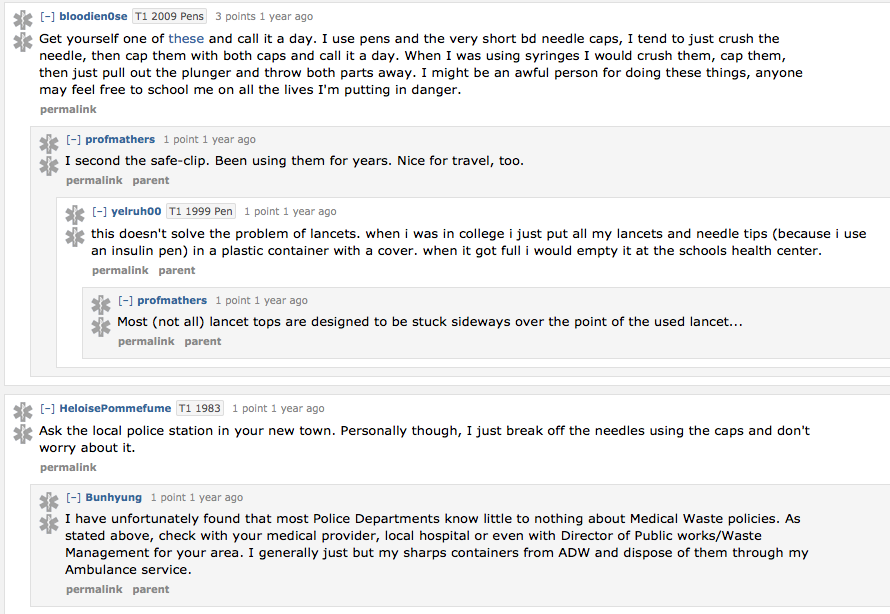 [–] bloodien0se T1 2009 Pens 3 points 1 year ago
Get yourself one of these and call it a day. I use pens and the very short bd needle caps, I tend to just crush the
needle, then cap them with both caps and call it a day. When I was using syringes I would crush them, cap them,
then just pull out the plunger and throw both parts away. I might be an awful person for doing these things, anyone
may feel free to school me on all the lives I'm putting in danger.
permalink
[–] profmathers 1 point 1 year ago
I second the safe-clip. Been using them for years. Nice for travel, too.
permalink parent
[–] yelruh00 T1 1999 Pen 1 point 1 year ago
this doesn't solve the problem of lancets. when i was in college i just put all my lancets and needle tips (because i use
an insulin pen) in a plastic container with a cover. when it got full i would empty it at the schools health center.
permalink parent
[–] profmathers 1 point 1 year ago
Most (not all) lancet tops are designed to be stuck sideways over the point of the used lancet...
permalink parent
[–] HeloisePommefume T1 1983 1 point 1 year ago
Ask the local police station in your new town. Personally though, I just break off the needles using the caps and don't
worry about it.
permalink
[–] Bunhyung 1 point 1 year ago
I have unfortunately found that most Police Departments know little to nothing about Medical Waste policies. As
stated above, check with your medical provider, local hospital or even with Director of Public works/Waste
Management for your area. I generally just but my sharps containers from ADW and dispose of them through my
Ambulance service.
permalink parent